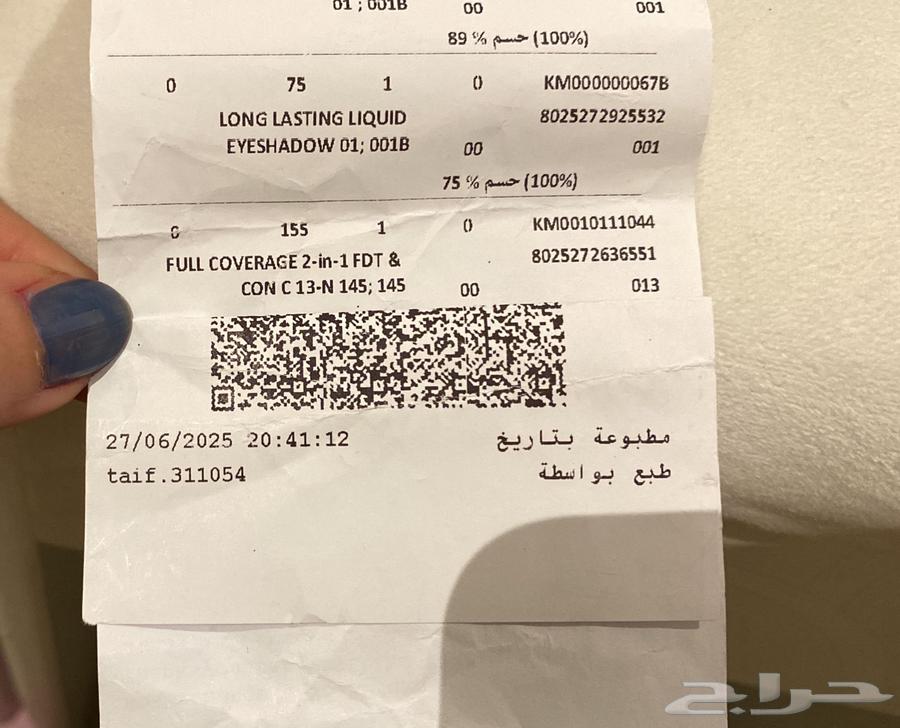 01 ; 001B 00 001
89 % حسم (100%)
0 75 1 0 KM000000067B
LONG LASTING LIQUID 8025272925532
EYESHADOW 01; 001B 00 001
75 % حسم (100%)
0 155 1 0 KM0010111044
FULL COVERAGE 2-in-1 FDT & 8025272636551
CON C 13-N 145; 145 00 013
27/06/2025 20:41:12 مطبوعة بتاريخ
taif.311054 طبع بواسطة
حراج